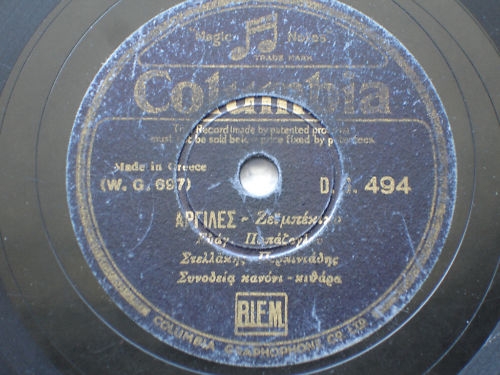 Magic Notes
TRADE MARK
Columbia
This Record made by patented process
must not be sold below price fixed by patentees.
Made in Greece
(W. G. 697)
494
ΑΡΓΙΛΕΣ - Ζεϊμπέκικο
Εὐάγ. Παπάζογλου
Στελλάκης Περπινιάδης
Συνοδεία κανόνι - κιθάρα
BIEM
COLUMBIA GRAPHOPHONE CO LTD